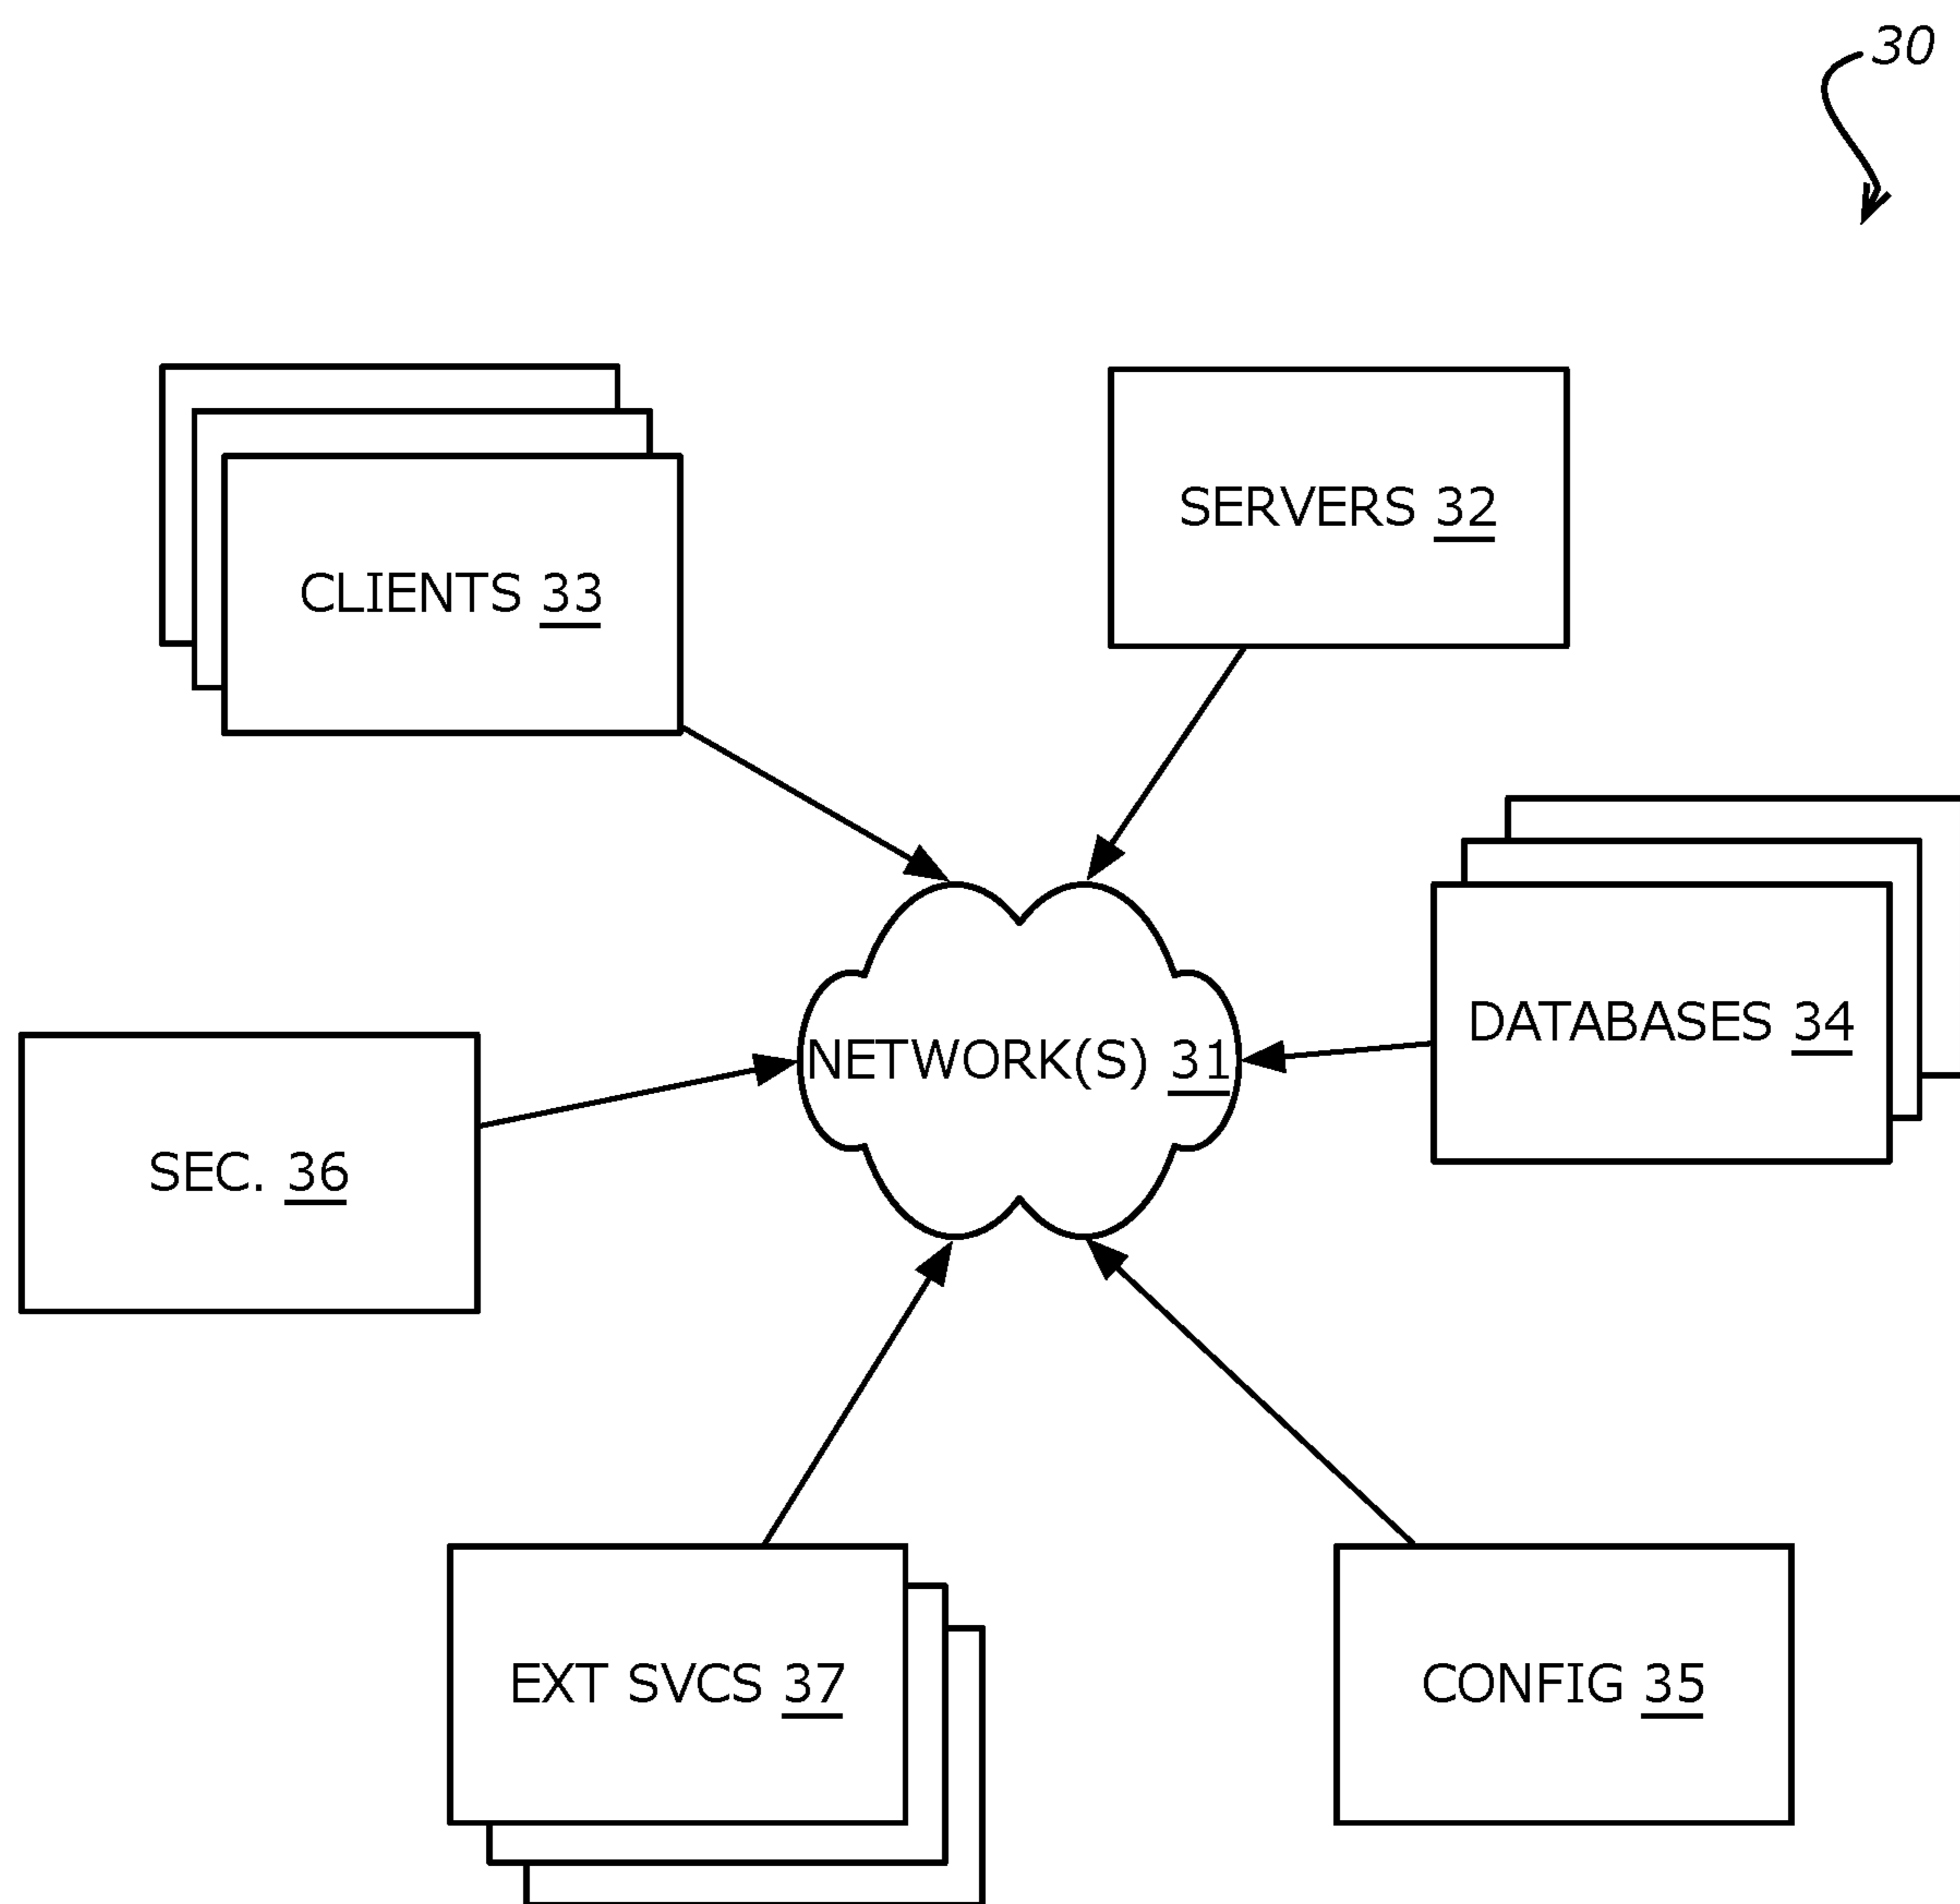 30
SERVERS 32
CLIENTS 33
DATABASES 34
NETWORK(S) 31
SEC. 36
EXT SVCS 37
CONFIG 35